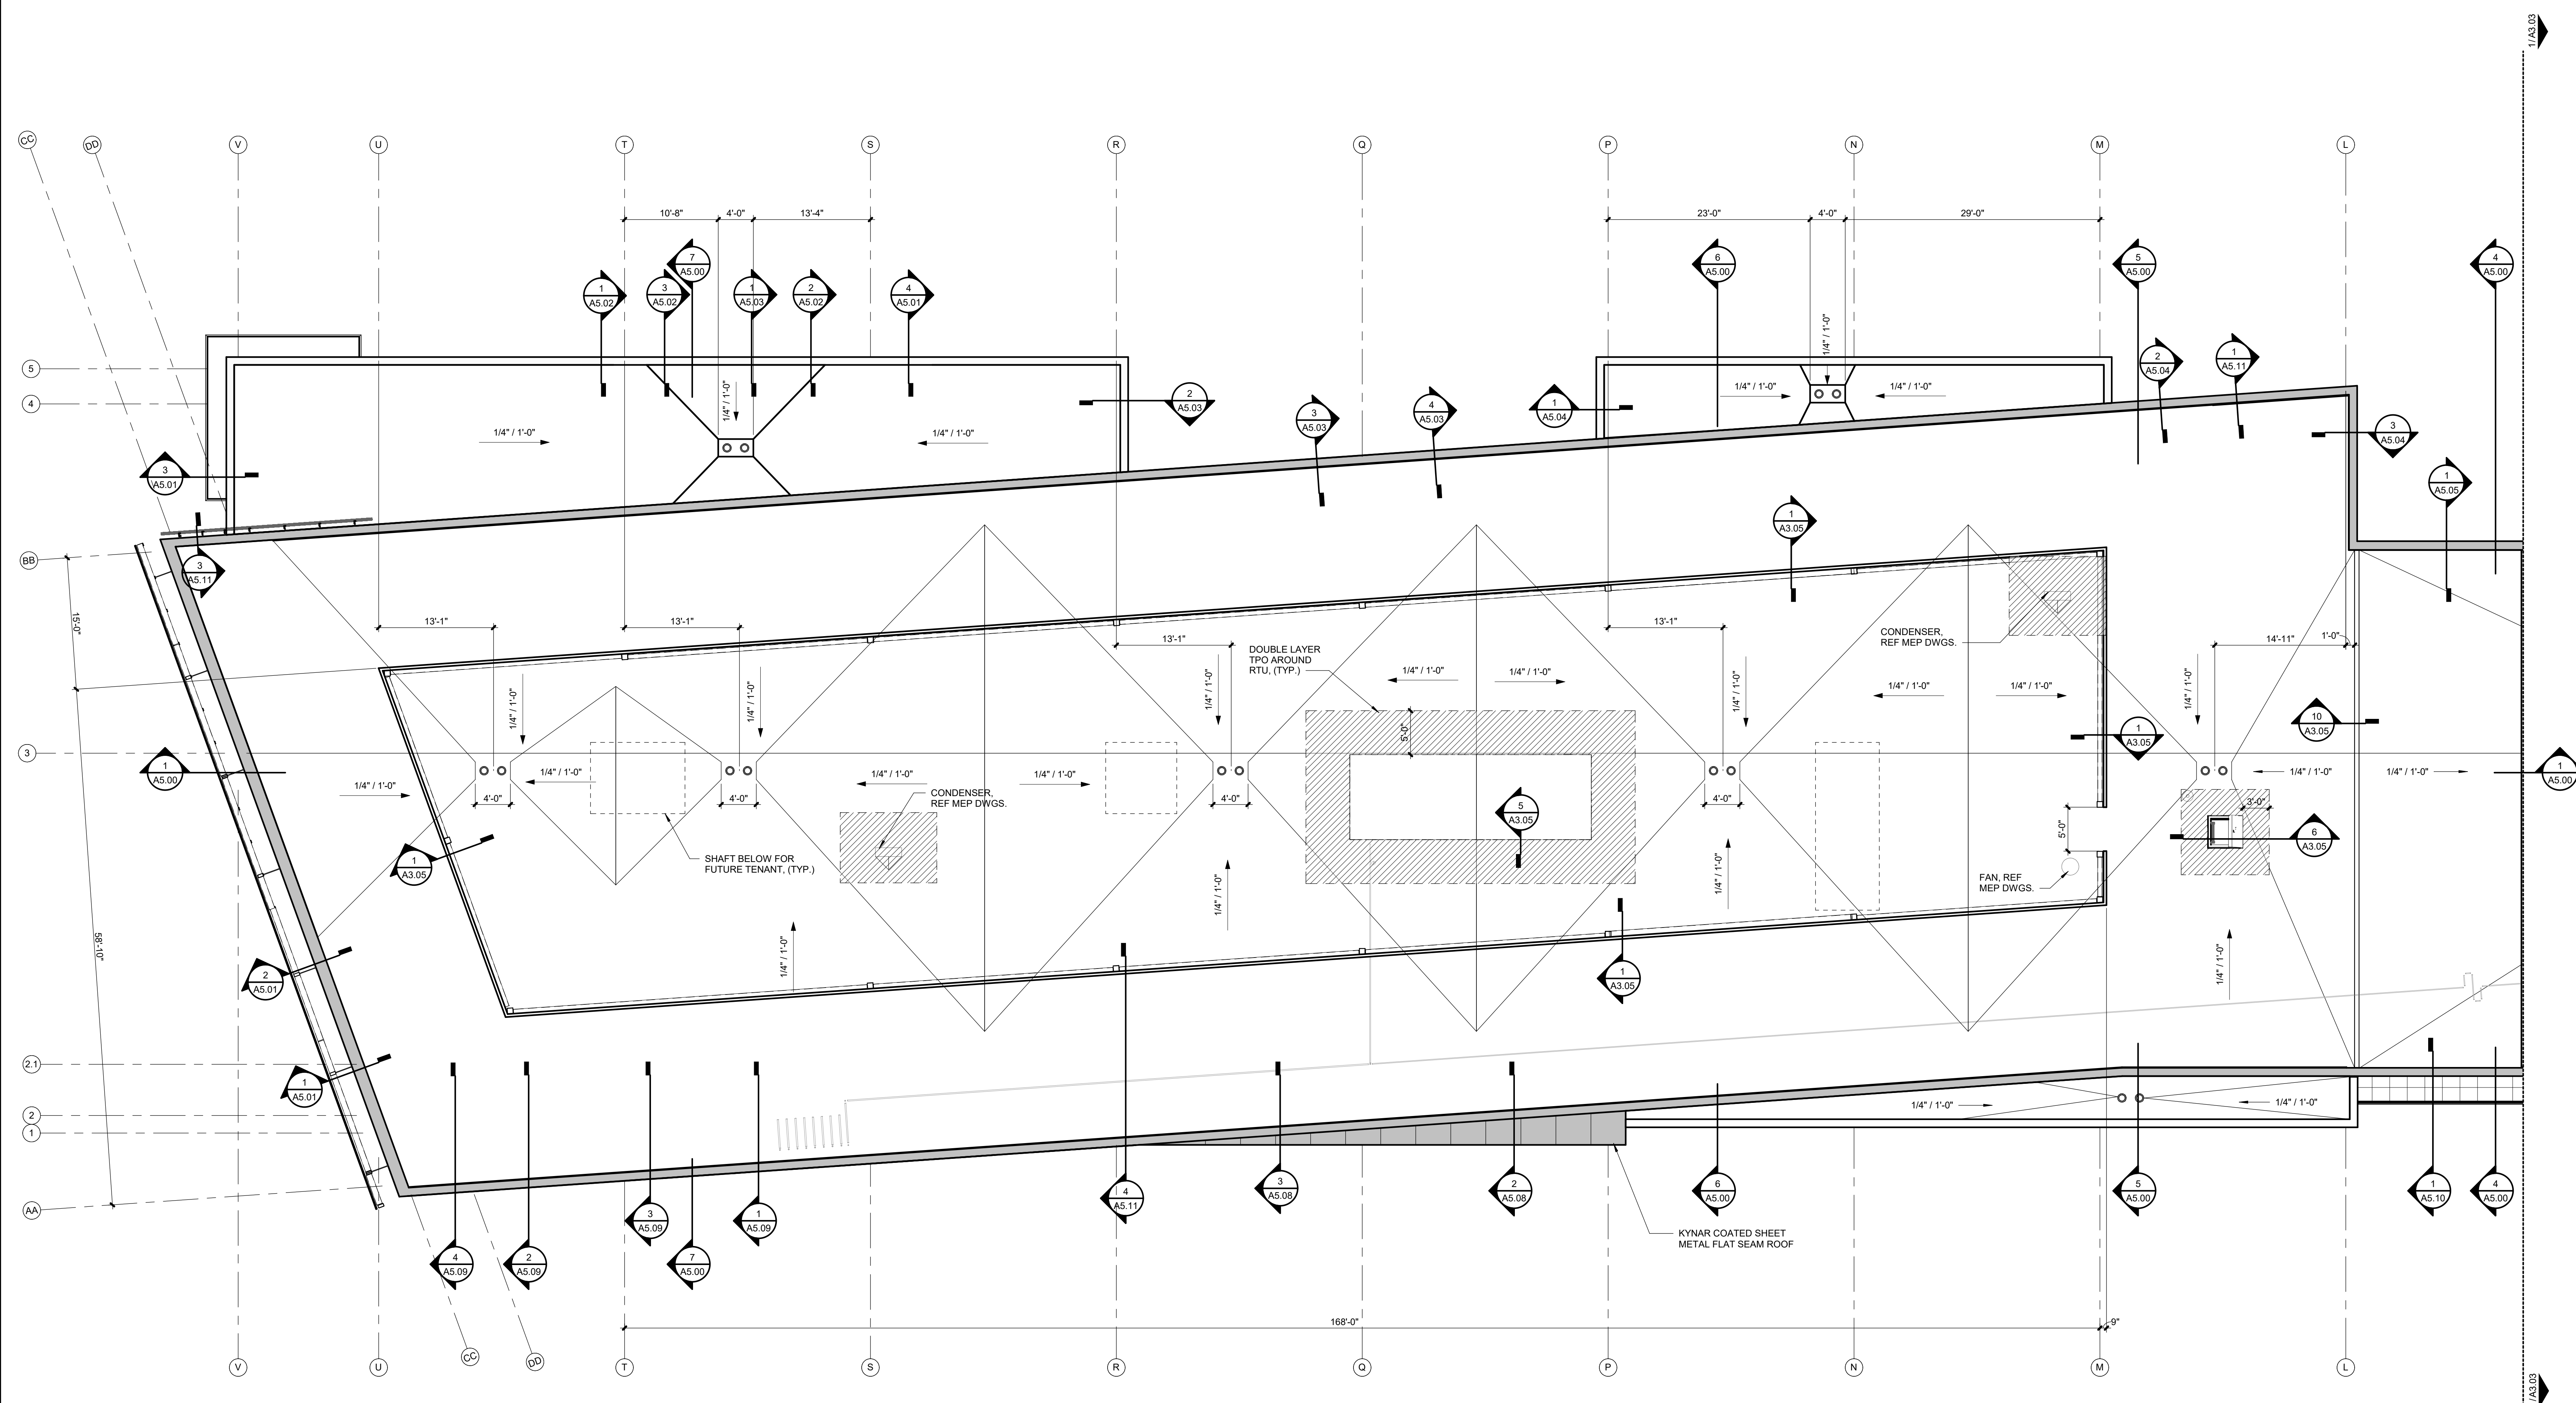 1/ A3.03
CC
DD
V
U
T
S
R
Q
P
N
M
L
10'-8"
4'-0"
13'-4"
23'-0"
4'-0"
29'-0"
7
A5.00
6
A5.00
5
A5.00
4
A5.00
1
A5.02
3
A5.02
1
A5.03
2
A5.02
4
A5.01
1/4" / 1'-0"
2
A5.04
1
A5.11
5
4
1/4" / 1'-0"
1/4" / 1'-0"
1/4" / 1'-0"
2
A5.03
3
A5.03
4
A5.03
1
A5.04
1/4" / 1'-0"
1/4" / 1'-0"
3
A5.04
3
A5.01
1
A5.05
1
A3.05
BB
3
A5.11
15'-0"
13'-1"
13'-1"
13'-1"
13'-1"
14'-11"
1'-0"
DOUBLE LAYER
TPO AROUND
RTU, (TYP.)
CONDENSER,
REF MEP DWGS.
1/4" / 1'-0"
1/4" / 1'-0"
1/4" / 1'-0"
1/4" / 1'-0"
1/4" / 1'-0"
1/4" / 1'-0"
1/4" / 1'-0"
1/4" / 1'-0"
1/4" / 1'-0"
5'-0"
10
A3.05
1
A3.05
3
1
A5.00
1/4" / 1'-0"
1/4" / 1'-0"
1/4" / 1'-0"
1/4" / 1'-0"
1/4" / 1'-0"
1/4" / 1'-0"
1
A5.00
4'-0"
4'-0"
4'-0"
4'-0"
CONDENSER,
REF MEP DWGS.
5
A3.05
3'-0"
5'-0"
6
A3.05
1
A3.05
SHAFT BELOW FOR
FUTURE TENANT, (TYP.)
FAN, REF
MEP DWGS.
1/4" / 1'-0"
1/4" / 1'-0"
1/4" / 1'-0"
1/4" / 1'-0"
58'-10"
2
A5.01
1
A3.05
2.1
1
A5.01
2
1
1/4" / 1'-0"
1/4" / 1'-0"
AA
4
A5.11
3
A5.08
2
A5.08
6
A5.00
5
A5.00
1
A5.10
4
A5.00
3
A5.09
1
A5.09
4
A5.09
2
A5.09
7
A5.00
KYNAR COATED SHEET
METAL FLAT SEAM ROOF
168'-0"
9"
CC
DD
V
U
T
S
R
Q
P
N
M
L
/ A3.03